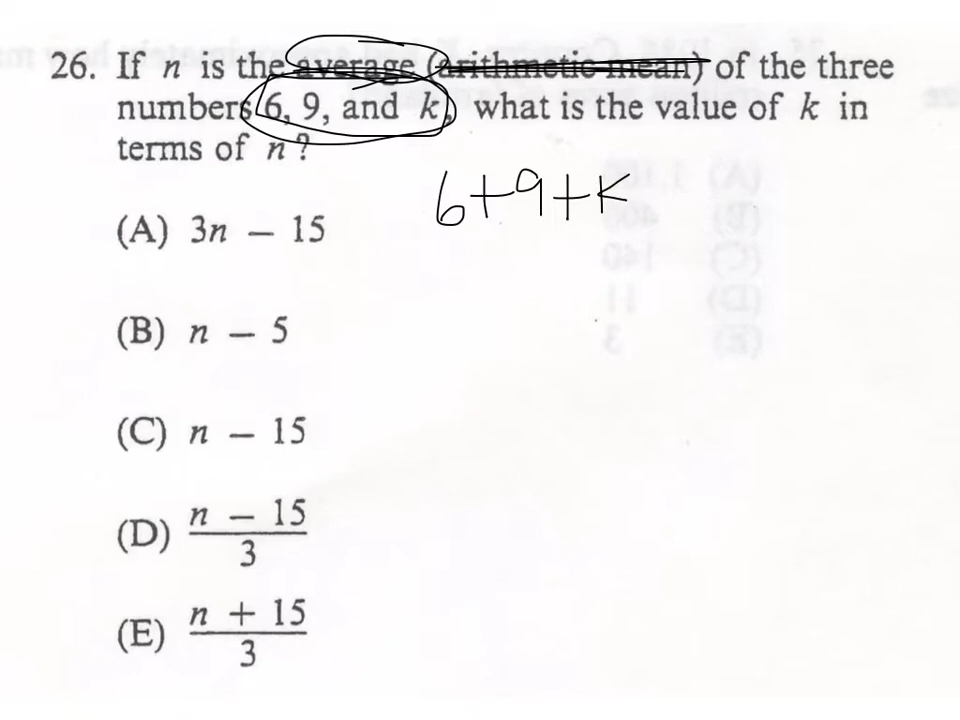 26. If n is the average (arithmetic mean) of the three
numbers 6, 9, and k, what is the value of k in
terms of n?
6+9+k
(A) 3n − 15
(B) n − 5
(C) n − 15
(D) n − 15
3
(E) n + 15
3